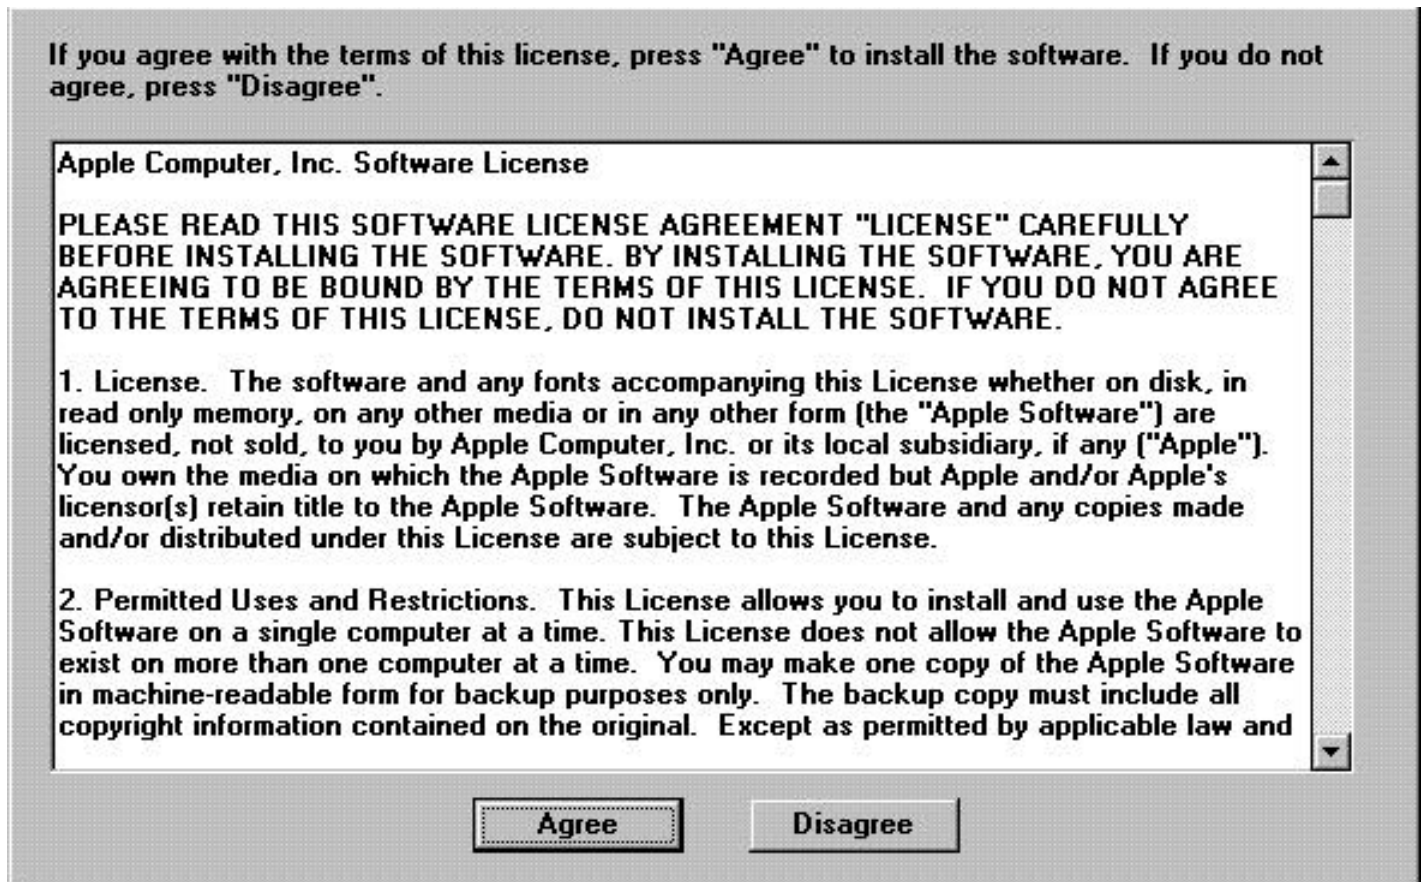 If you agree with the terms of this license, press "Agree" to install the software.  If you do not
agree, press "Disagree".
Apple Computer, Inc. Software License
PLEASE READ THIS SOFTWARE LICENSE AGREEMENT "LICENSE" CAREFULLY
BEFORE INSTALLING THE SOFTWARE. BY INSTALLING THE SOFTWARE, YOU ARE
AGREEING TO BE BOUND BY THE TERMS OF THIS LICENSE.  IF YOU DO NOT AGREE
TO THE TERMS OF THIS LICENSE, DO NOT INSTALL THE SOFTWARE.
1. License.  The software and any fonts accompanying this License whether on disk, in
read only memory, on any other media or in any other form (the "Apple Software") are
licensed, not sold, to you by Apple Computer, Inc. or its local subsidiary, if any ("Apple").
You own the media on which the Apple Software is recorded but Apple and/or Apple's
licensor(s) retain title to the Apple Software.  The Apple Software and any copies made
and/or distributed under this License are subject to this License.
2. Permitted Uses and Restrictions.  This License allows you to install and use the Apple
Software on a single computer at a time. This License does not allow the Apple Software to
exist on more than one computer at a time.  You may make one copy of the Apple Software
in machine-readable form for backup purposes only.  The backup copy must include all
copyright information contained on the original.  Except as permitted by applicable law and
Agree
Disagree